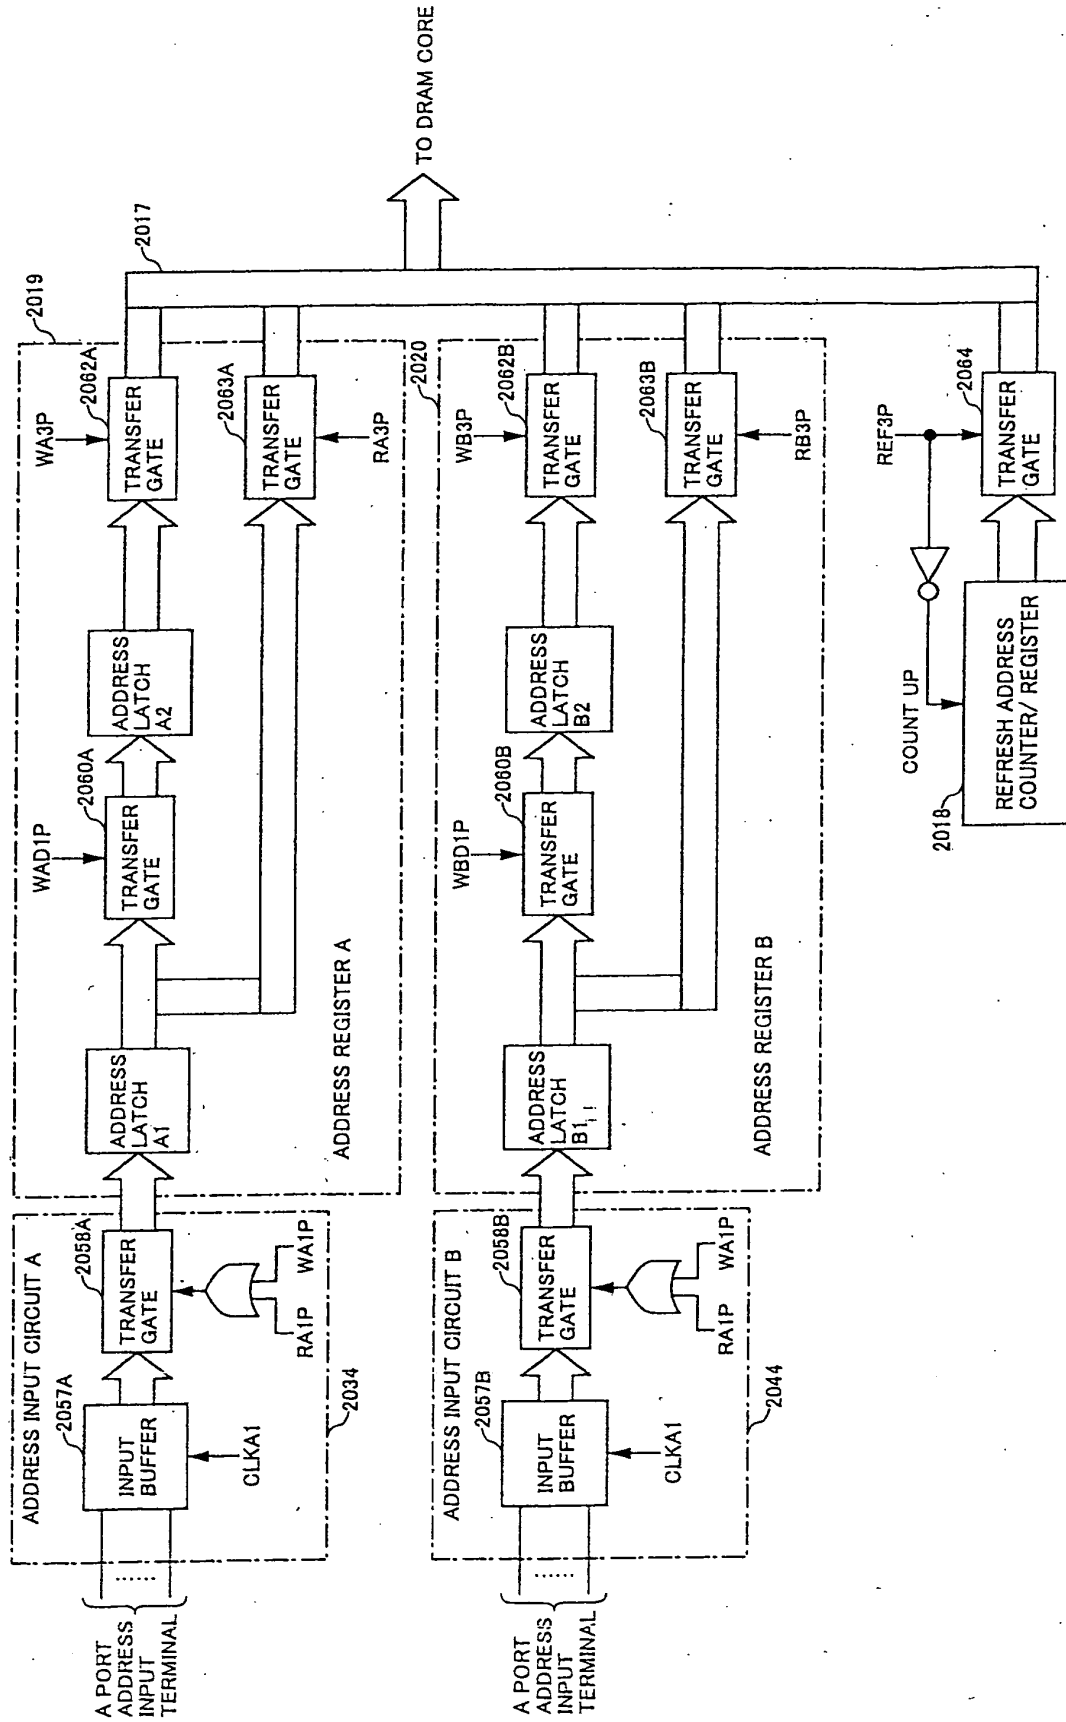 A PORT
ADDRESS
INPUT
TERMINAL
ADDRESS INPUT CIRCUIT A
2057A
INPUT
BUFFER
CLKA1
2058A
TRANSFER
GATE
RA1P
WA1P
2034
ADDRESS
LATCH
A1
ADDRESS REGISTER A
WAD1P
2060A
TRANSFER
GATE
ADDRESS
LATCH
A2
WA3P
2062A
TRANSFER
GATE
2063A
TRANSFER
GATE
RA3P
2019
2017
TO DRAM CORE
A PORT
ADDRESS
INPUT
TERMINAL
ADDRESS INPUT CIRCUIT B
2057B
INPUT
BUFFER
CLKA1
2058B
TRANSFER
GATE
RA1P
WA1P
2044
ADDRESS
LATCH
B1
ADDRESS REGISTER B
WBD1P
2060B
TRANSFER
GATE
ADDRESS
LATCH
B2
WB3P
2062B
TRANSFER
GATE
2063B
TRANSFER
GATE
RB3P
2020
2018
REFRESH ADDRESS
COUNTER/ REGISTER
COUNT UP
REF3P
2064
TRANSFER
GATE